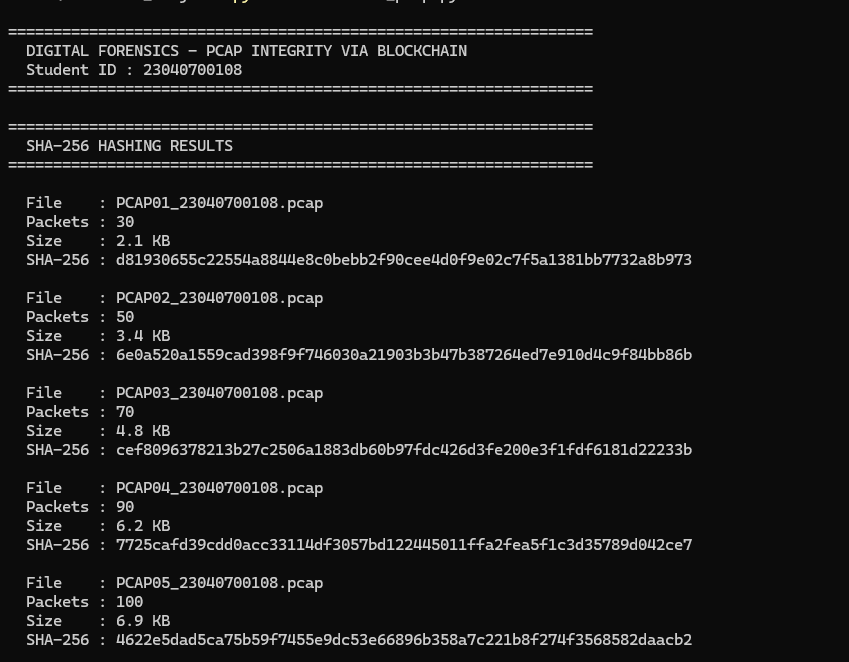 ============================================================
DIGITAL FORENSICS - PCAP INTEGRITY VIA BLOCKCHAIN
Student ID : 23040700108
============================================================
============================================================
SHA-256 HASHING RESULTS
============================================================
File    : PCAP01_23040700108.pcap
Packets : 30
Size    : 2.1 KB
SHA-256 : d81930655c22554a8844e8c0bebb2f90cee4d0f9e02c7f5a1381bb7732a8b973
File    : PCAP02_23040700108.pcap
Packets : 50
Size    : 3.4 KB
SHA-256 : 6e0a520a1559cad398f9f746030a21903b3b47b387264ed7e910d4c9f84bb86b
File    : PCAP03_23040700108.pcap
Packets : 70
Size    : 4.8 KB
SHA-256 : cef8096378213b27c2506a1883db60b97fdc426d3fe200e3f1fdf6181d22233b
File    : PCAP04_23040700108.pcap
Packets : 90
Size    : 6.2 KB
SHA-256 : 7725cafd39cdd0acc33114df3057bd122445011ffa2fea5f1c3d35789d042ce7
File    : PCAP05_23040700108.pcap
Packets : 100
Size    : 6.9 KB
SHA-256 : 4622e5dad5ca75b59f7455e9dc53e66896b358a7c221b8f274f3568582daacb2